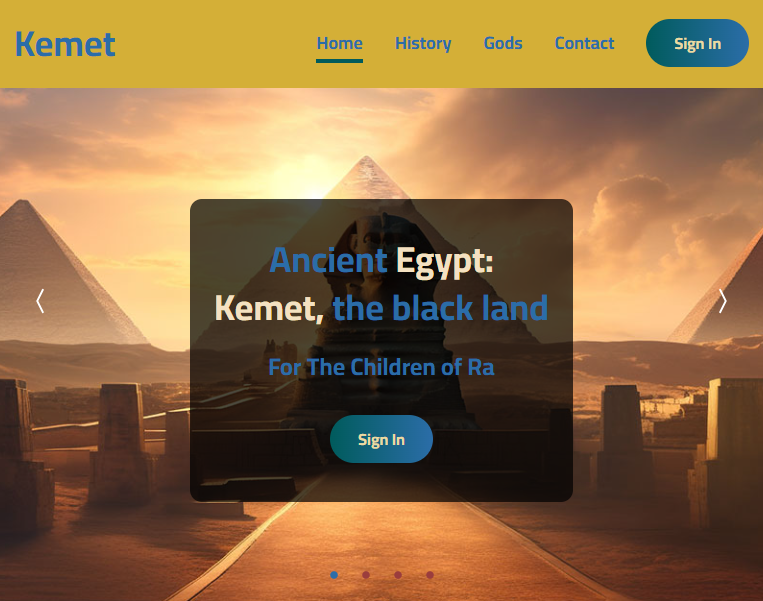 Kemet
Home History Gods Contact Sign In
Ancient Egypt:
Kemet, the black land
For The Children of Ra
Sign In